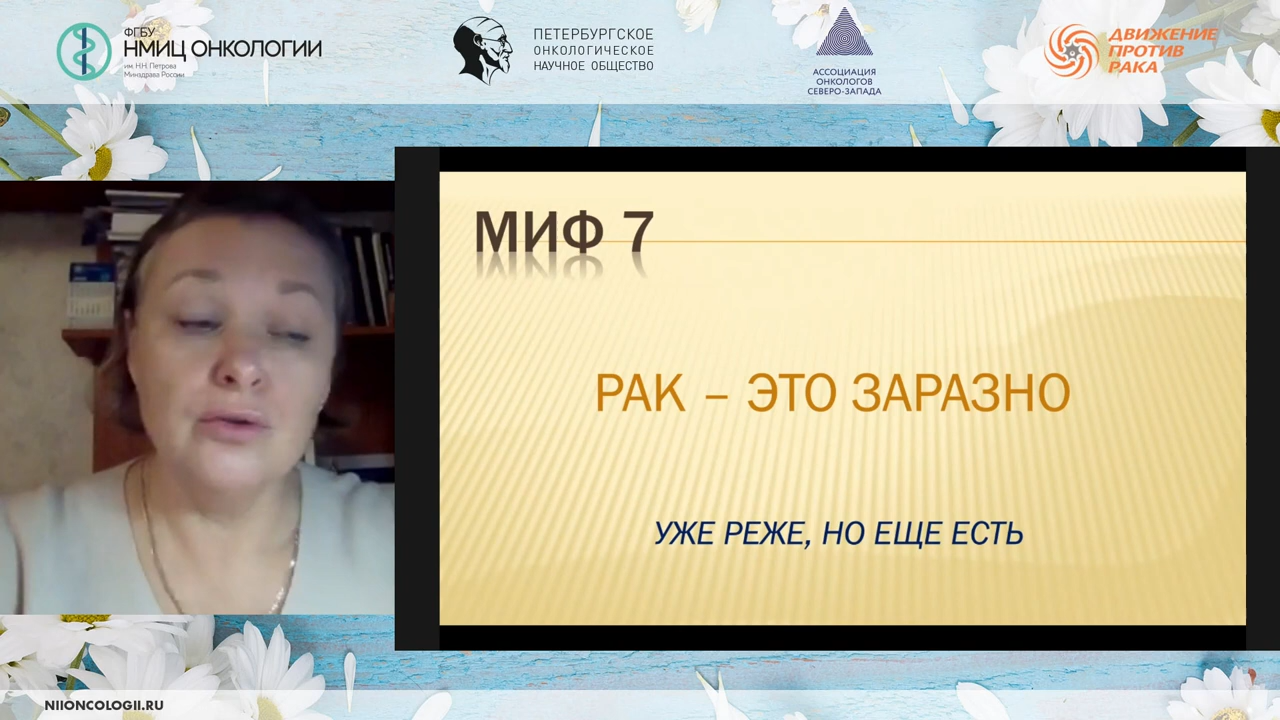 ФГБУ
НМИЦ ОНКОЛОГИИ
им. Н.Н. Петрова
Минздрава России
ПЕТЕРБУРГСКОЕ
ОНКОЛОГИЧЕСКОЕ
НАУЧНОЕ ОБЩЕСТВО
АССОЦИАЦИЯ
ОНКОЛОГОВ
СЕВЕРО-ЗАПАДА
ДВИЖЕНИЕ
ПРОТИВ
РАКА
МИФ 7
РАК – ЭТО ЗАРАЗНО
УЖЕ РЕЖЕ, НО ЕЩЕ ЕСТЬ
NIIONCOLOGII.RU